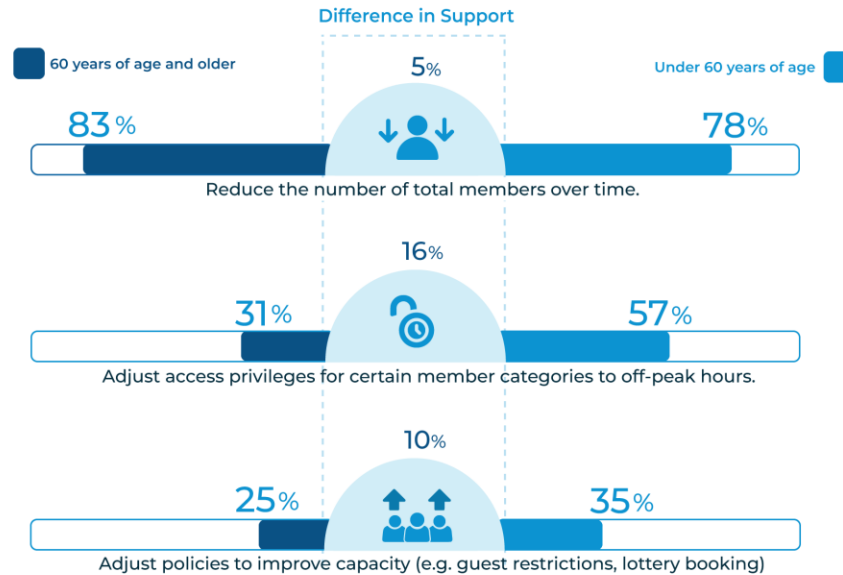 Difference in Support
60 years of age and older
5%
Under 60 years of age
83%
78%
Reduce the number of total members over time.
16%
31%
57%
Adjust access privileges for certain member categories to off-peak hours.
10%
25%
35%
Adjust policies to improve capacity (e.g. guest restrictions, lottery booking)